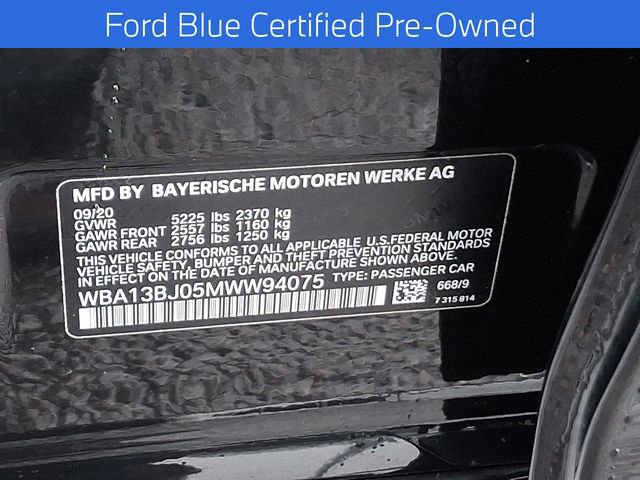 Ford Blue Certified Pre-Owned
MFD BY BAYERISCHE MOTOREN WERKE AG
09/20
GVWR 5225 lbs 2370 kg
GAWR FRONT 2557 lbs 1160 kg
GAWR REAR 2756 lbs 1250 kg
THIS VEHICLE CONFORMS TO ALL APPLICABLE U.S.FEDERAL MOTOR
VEHICLE SAFETY, BUMPER AND THEFT PREVENTION STANDARDS
IN EFFECT ON THE DATE OF MANUFACTURE SHOWN ABOVE.
WBA13BJ05MWW94075 TYPE: PASSENGER CAR
668/9
7 315 814